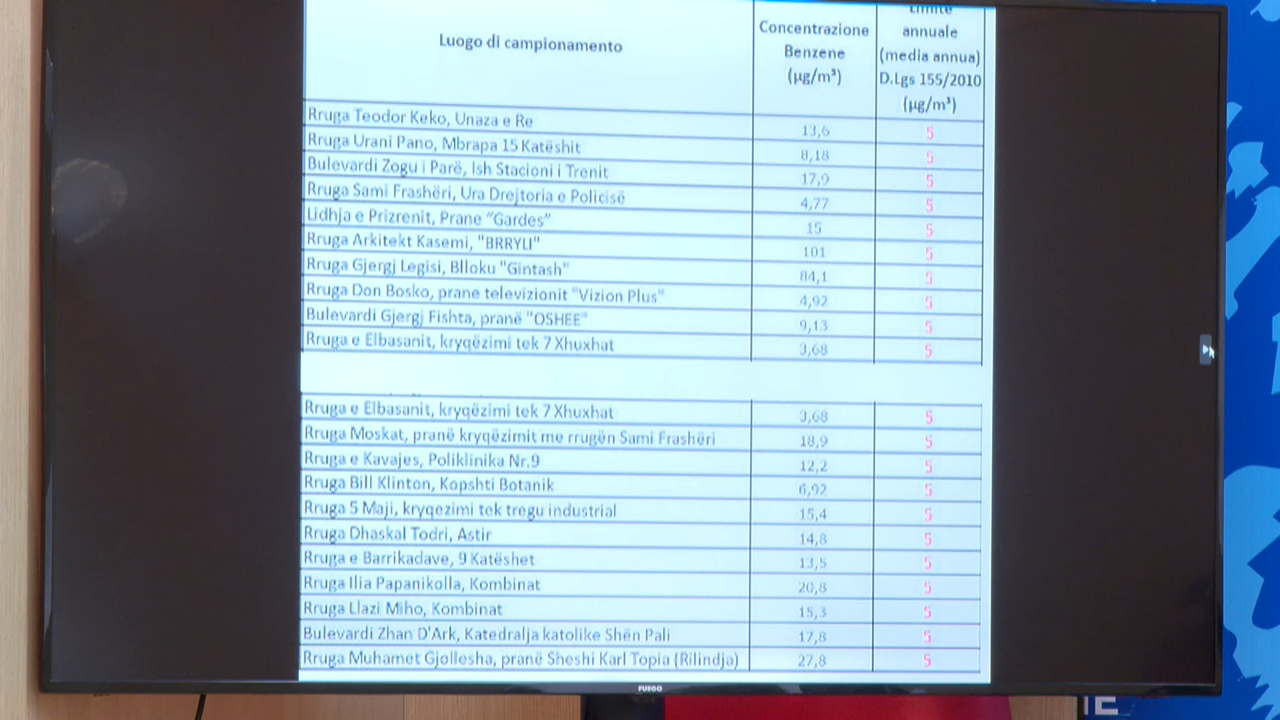 Luogo di campionamento
Concentrazione
Benzene
(µg/m³)
Limite
annuale
(media annua)
D.Lgs 155/2010
(µg/m³)
Rruga Teodor Keko, Unaza e Re 13,6 5
Rruga Urani Pano, Mbrapa 15 Katëshit 8,18 5
Bulevardi Zogu i Parë, Ish Stacioni i Trenit 17,9 5
Rruga Sami Frashëri, Ura Drejtoria e Policisë 4,77 5
Lidhja e Prizrenit, Prane "Gardes" 15 5
Rruga Arkitekt Kasemi, "BRRYLI" 101 5
Rruga Gjergj Legisi, Blloku "Gintash" 84,1 5
Rruga Don Bosko, prane televizionit "Vizion Plus" 4,92 5
Bulevardi Gjergj Fishta, pranë "OSHEE" 9,13 5
Rruga e Elbasanit, kryqëzimi tek 7 Xhuxhat 3,68 5
Rruga e Elbasanit, kryqëzimi tek 7 Xhuxhat 3,68 5
Rruga Moskat, pranë kryqëzimit me rrugën Sami Frashëri 18,9 5
Rruga e Kavajes, Poliklinika Nr.9 12,2 5
Rruga Bill Klinton, Kopshti Botanik 6,92 5
Rruga 5 Maji, kryqezimi tek tregu industrial 15,4 5
Rruga Dhaskal Todri, Astir 14,8 5
Rruga e Barrikadave, 9 Katëshet 13,5 5
Rruga Ilia Papanikolla, Kombinat 20,8 5
Rruga Llazi Miho, Kombinat 15,3 5
Bulevardi Zhan D'Ark, Katedralja katolike Shën Pali 17,8 5
Rruga Muhamet Gjollesha, pranë Sheshi Karl Topia (Rilindja) 27,8 5
FUEGO